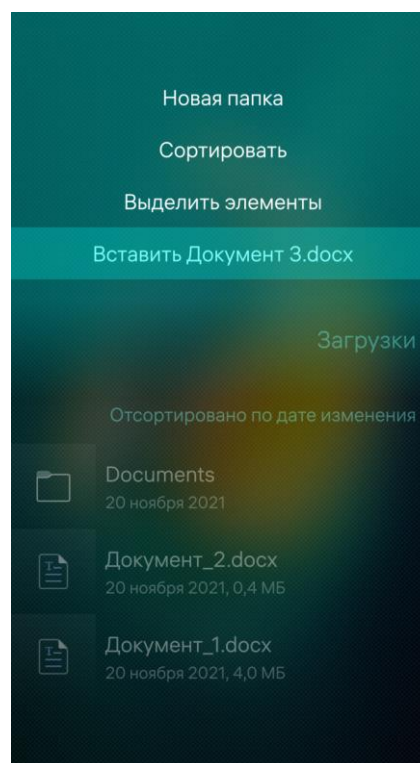 Новая папка
Сортировать
Выделить элементы
Вставить Документ 3.docx
Загрузки
Отсортировано по дате изменения
Documents
20 ноября 2021
Документ_2.docx
20 ноября 2021, 0,4 МБ
Документ_1.docx
20 ноября 2021, 4,0 МБ